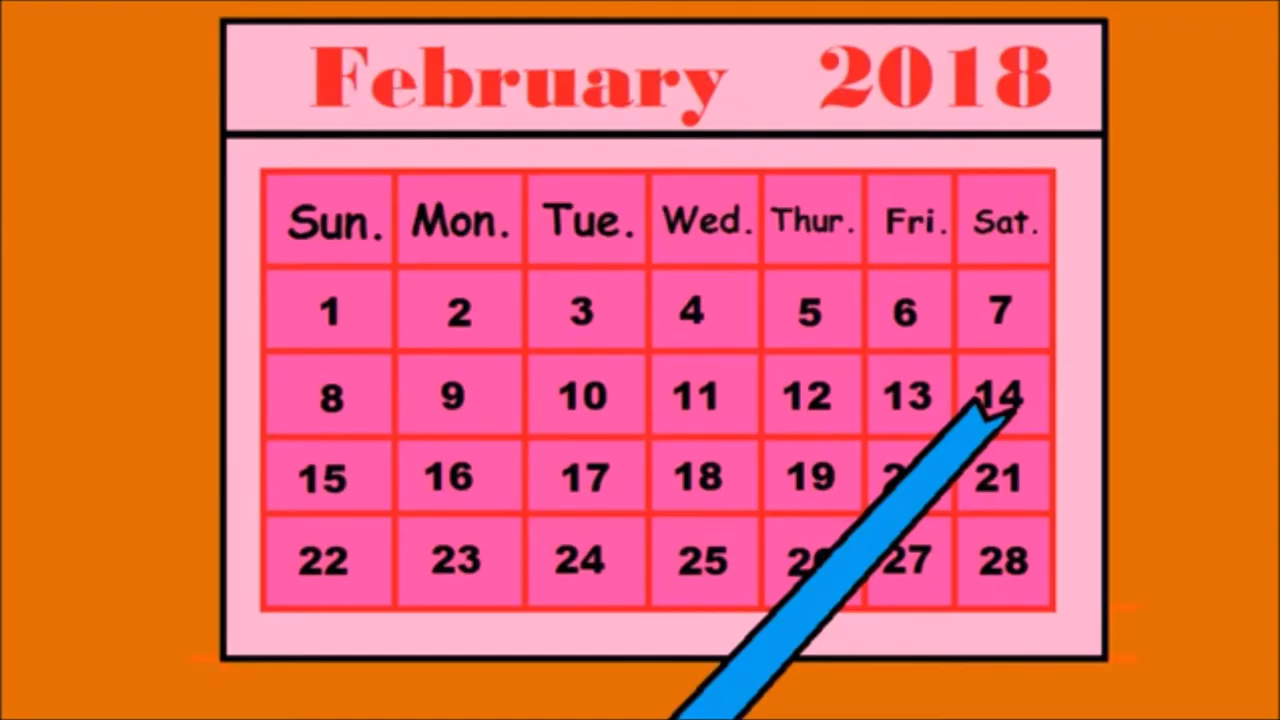 February 2018
Sun. Mon. Tue. Wed. Thur. Fri. Sat.
1 2 3 4 5 6 7
8 9 10 11 12 13 14
15 16 17 18 19 21
22 23 24 25 27 28